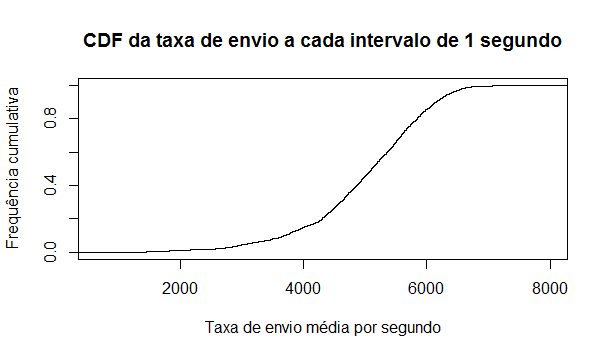 CDF da taxa de envio a cada intervalo de 1 segundo
Frequência cumulativa
0.0
0.4
0.8
2000
4000
6000
8000
Taxa de envio média por segundo